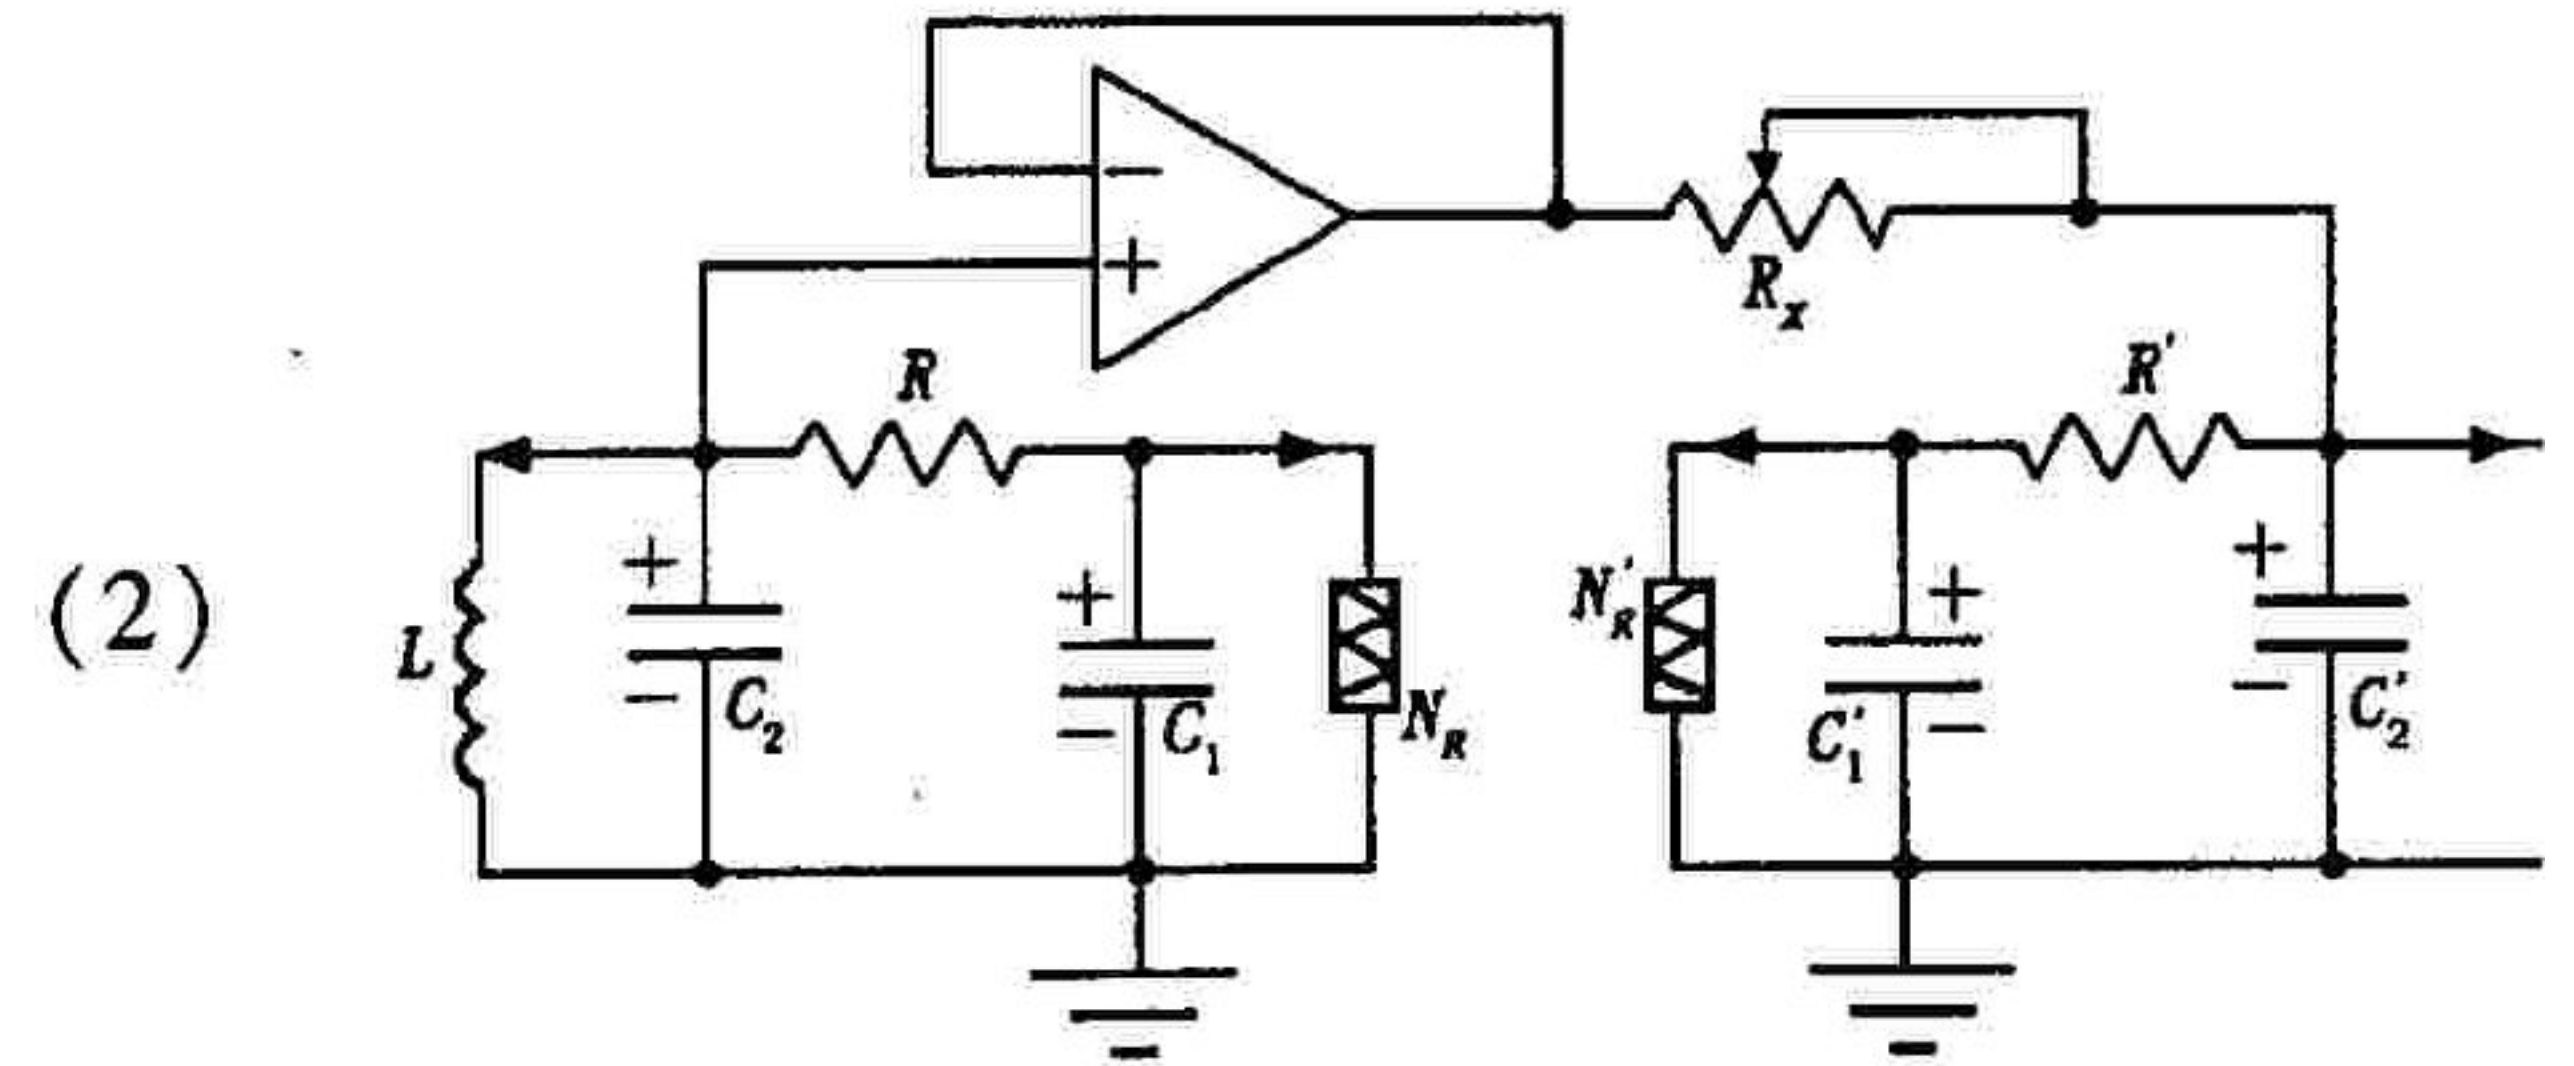 (2)
−
+
R_x
R
R'
L
+
−
C_2
+
−
C_1
N_R
N'_R
+
−
C'_1
+
−
C'_2